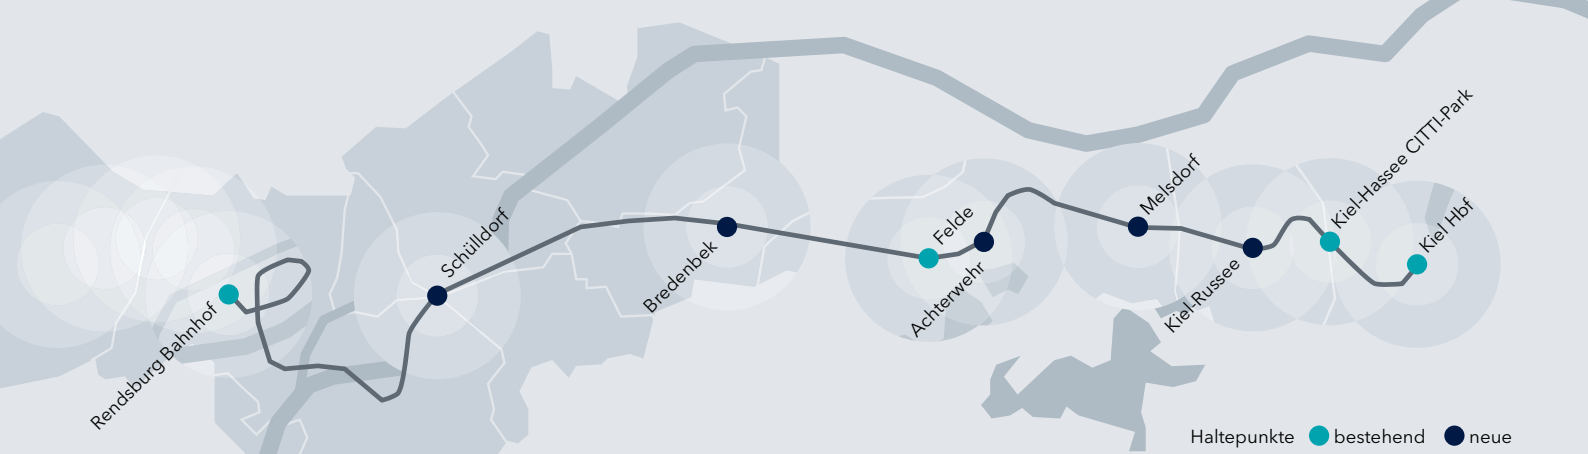 Rendsburg Bahnhof
Schülldorf
Bredenbek
Felde
Achterwehr
Melsdorf
Kiel-Russee
Kiel-Hassee CITTI-Park
Kiel Hbf
Haltepunkte bestehend neue